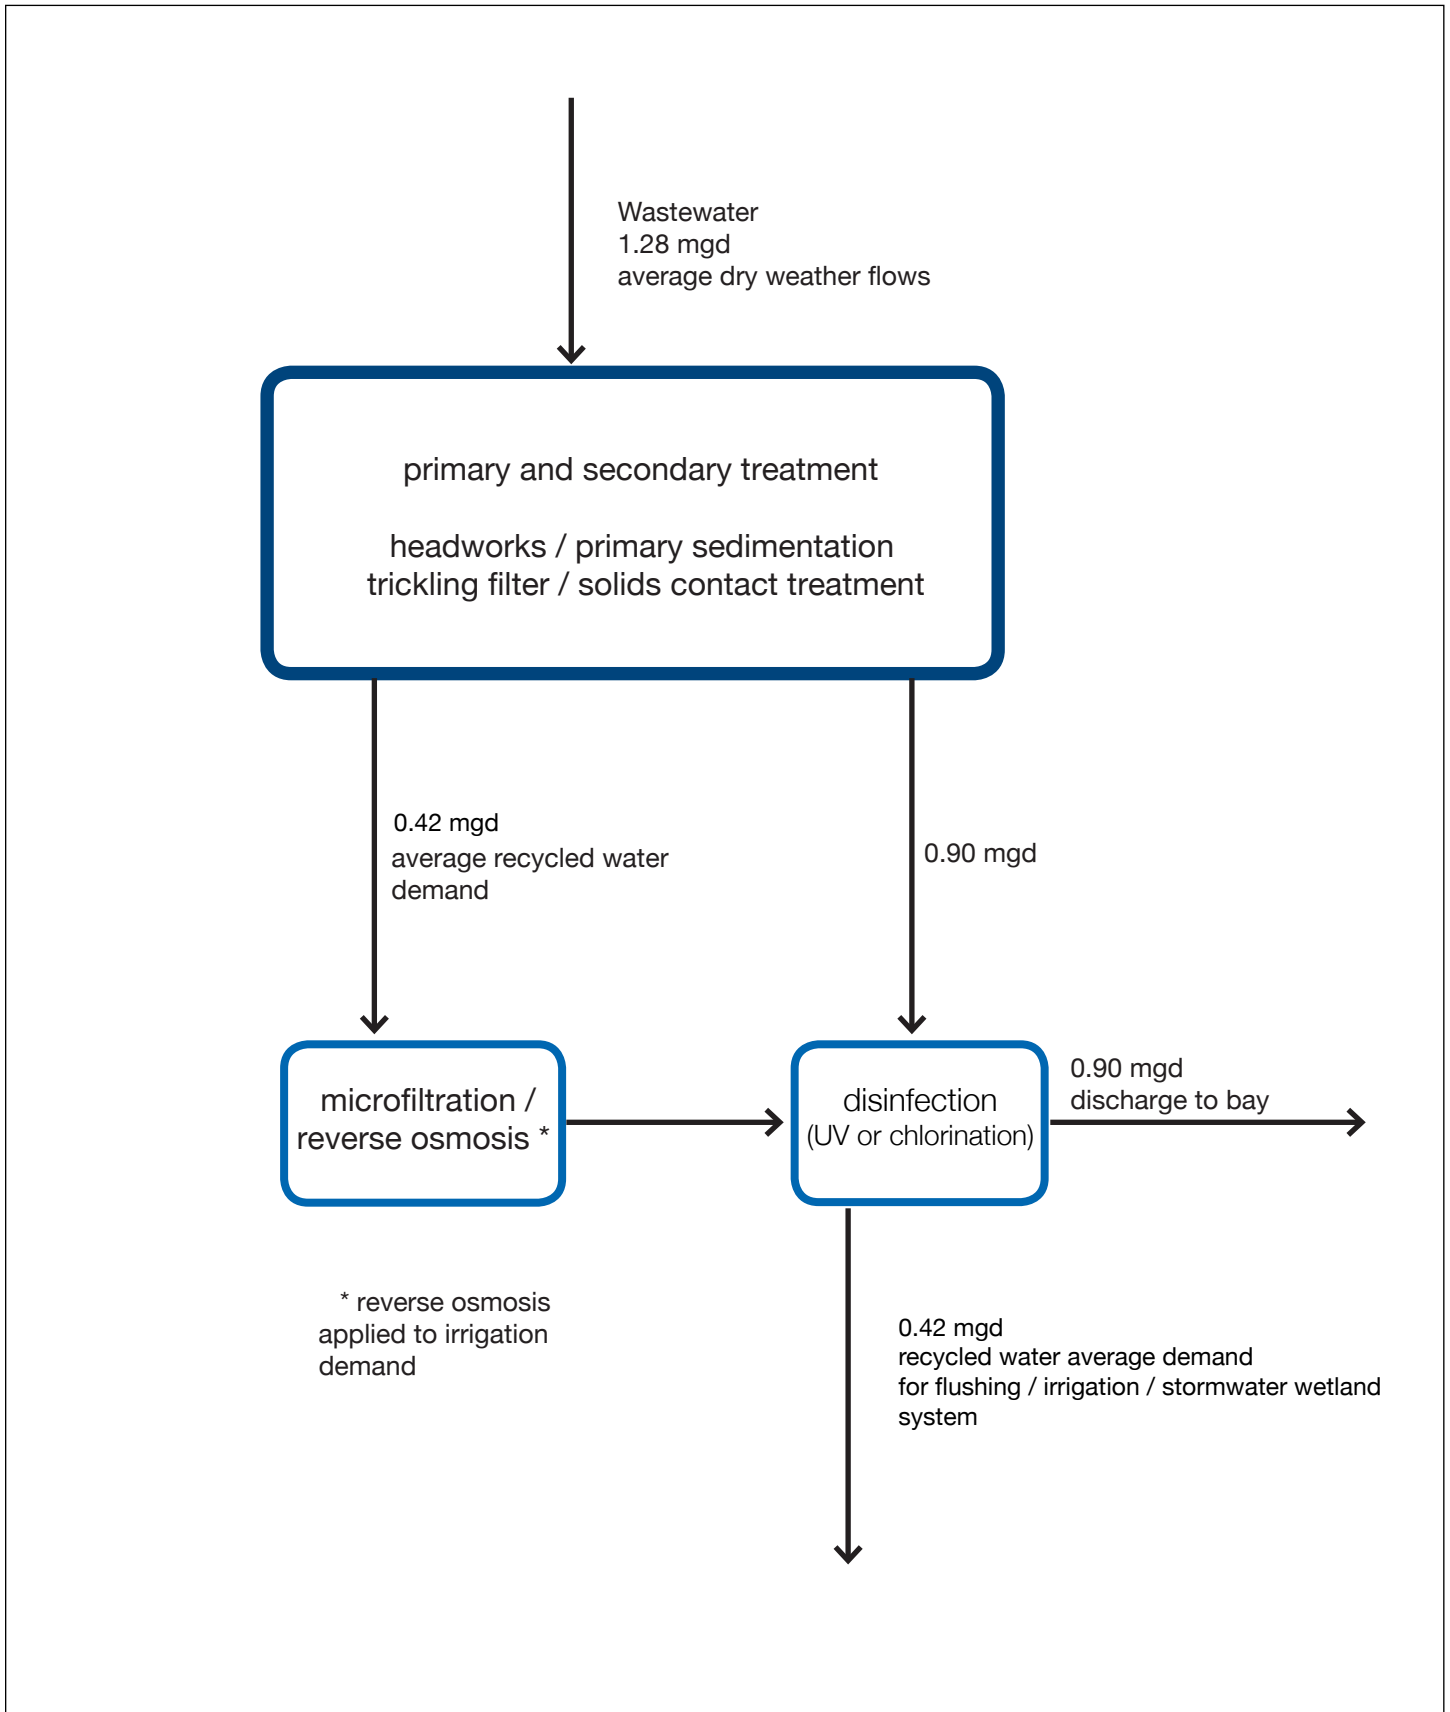 Wastewater
1.28 mgd
average dry weather flows
primary and secondary treatment
headworks / primary sedimentation
trickling filter / solids contact treatment
0.42 mgd
average recycled water
demand
0.90 mgd
microfiltration /
reverse osmosis *
disinfection
(UV or chlorination)
0.90 mgd
discharge to bay
* reverse osmosis
applied to irrigation
demand
0.42 mgd
recycled water average demand
for flushing / irrigation / stormwater wetland
system